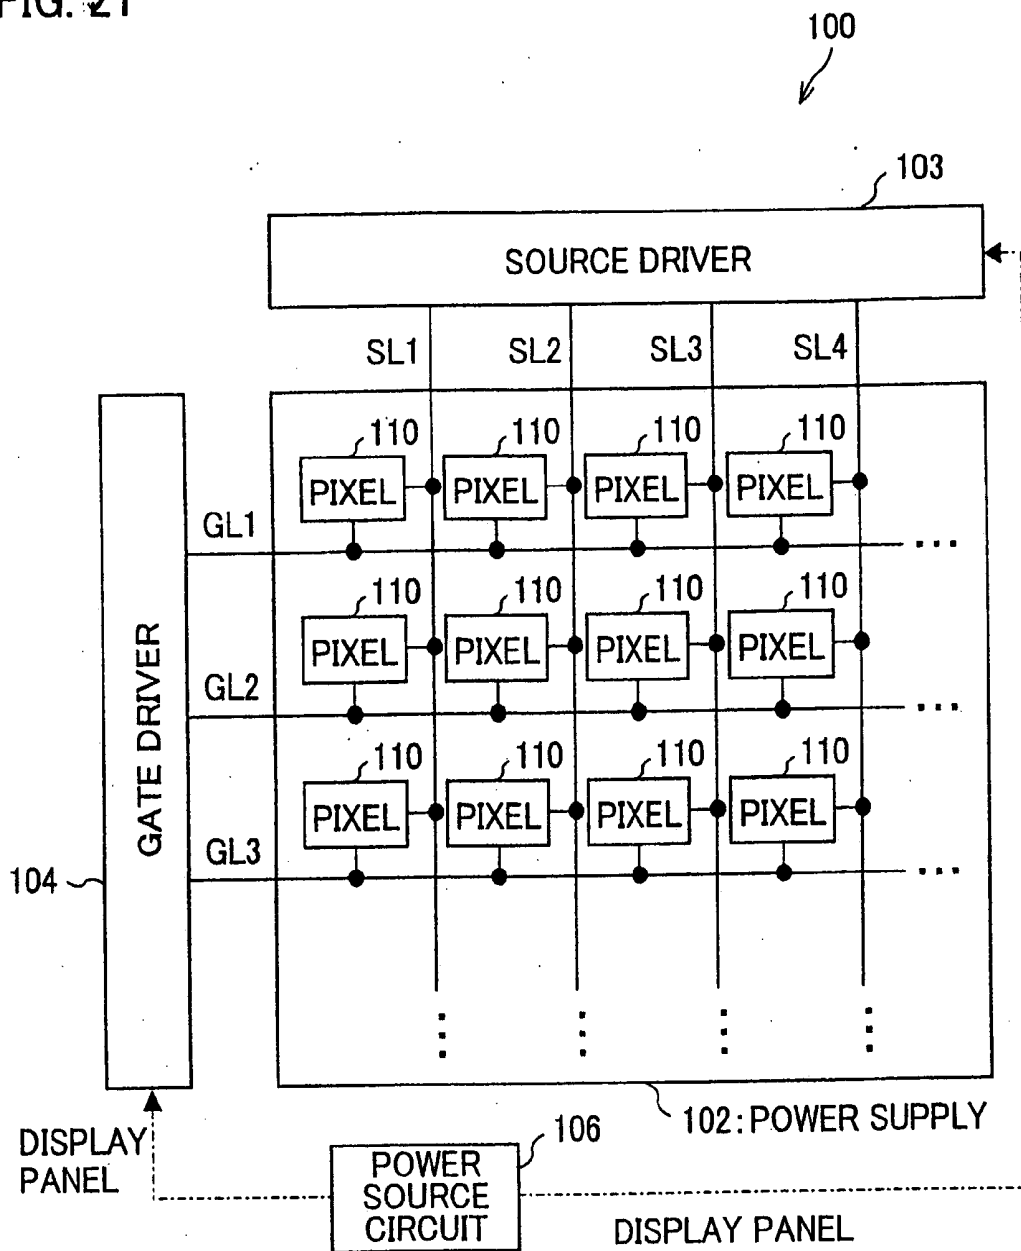 FIG. 21
100
103
SOURCE DRIVER
SL1 SL2 SL3 SL4
110 110 110 110
PIXEL PIXEL PIXEL PIXEL
GL1
...
110 110 110 110
PIXEL PIXEL PIXEL PIXEL
GL2
...
110 110 110 110
PIXEL PIXEL PIXEL PIXEL
GL3
...
GATE DRIVER
104
102: POWER SUPPLY
DISPLAY
PANEL
106
POWER
SOURCE
CIRCUIT
DISPLAY PANEL